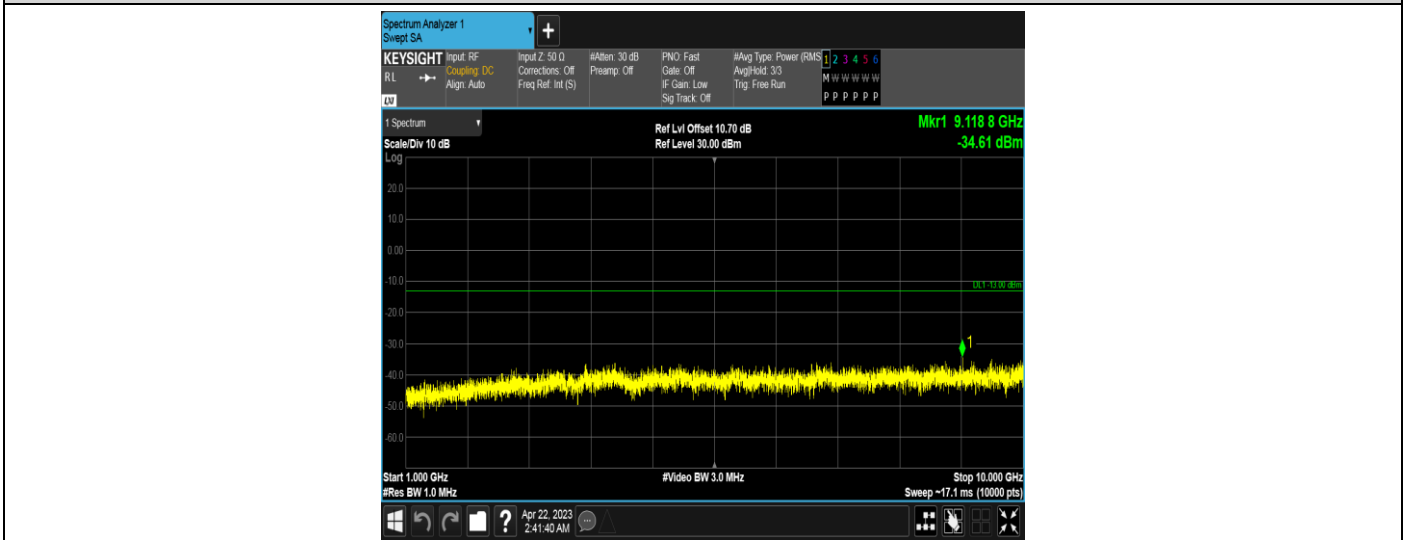 Spectrum Analyzer 1
Swept SA
+
KEYSIGHT
RL
LXI
Input: RF
Coupling: DC
Align: Auto
Input Z: 50 Ω
Corrections: Off
Freq Ref: Int (S)
#Atten: 30 dB
Preamp: Off
PNO: Fast
Gate: Off
IF Gain: Low
Sig Track: Off
#Avg Type: Power (RMS
Avg|Hold: 3/3
Trig: Free Run
1 2 3 4 5 6
M W W W W W
P P P P P P
1 Spectrum
Scale/Div 10 dB
Log
Ref Lvl Offset 10.70 dB
Ref Level 30.00 dBm
Mkr1 9.118 8 GHz
-34.61 dBm
20.0
10.0
0.00
-10.0
DL1 -13.00 dBm
-20.0
-30.0
1
-40.0
-50.0
-60.0
Start 1.000 GHz
#Res BW 1.0 MHz
#Video BW 3.0 MHz
Stop 10.000 GHz
Sweep ~17.1 ms (10000 pts)
?
Apr 22, 2023
2:41:40 AM